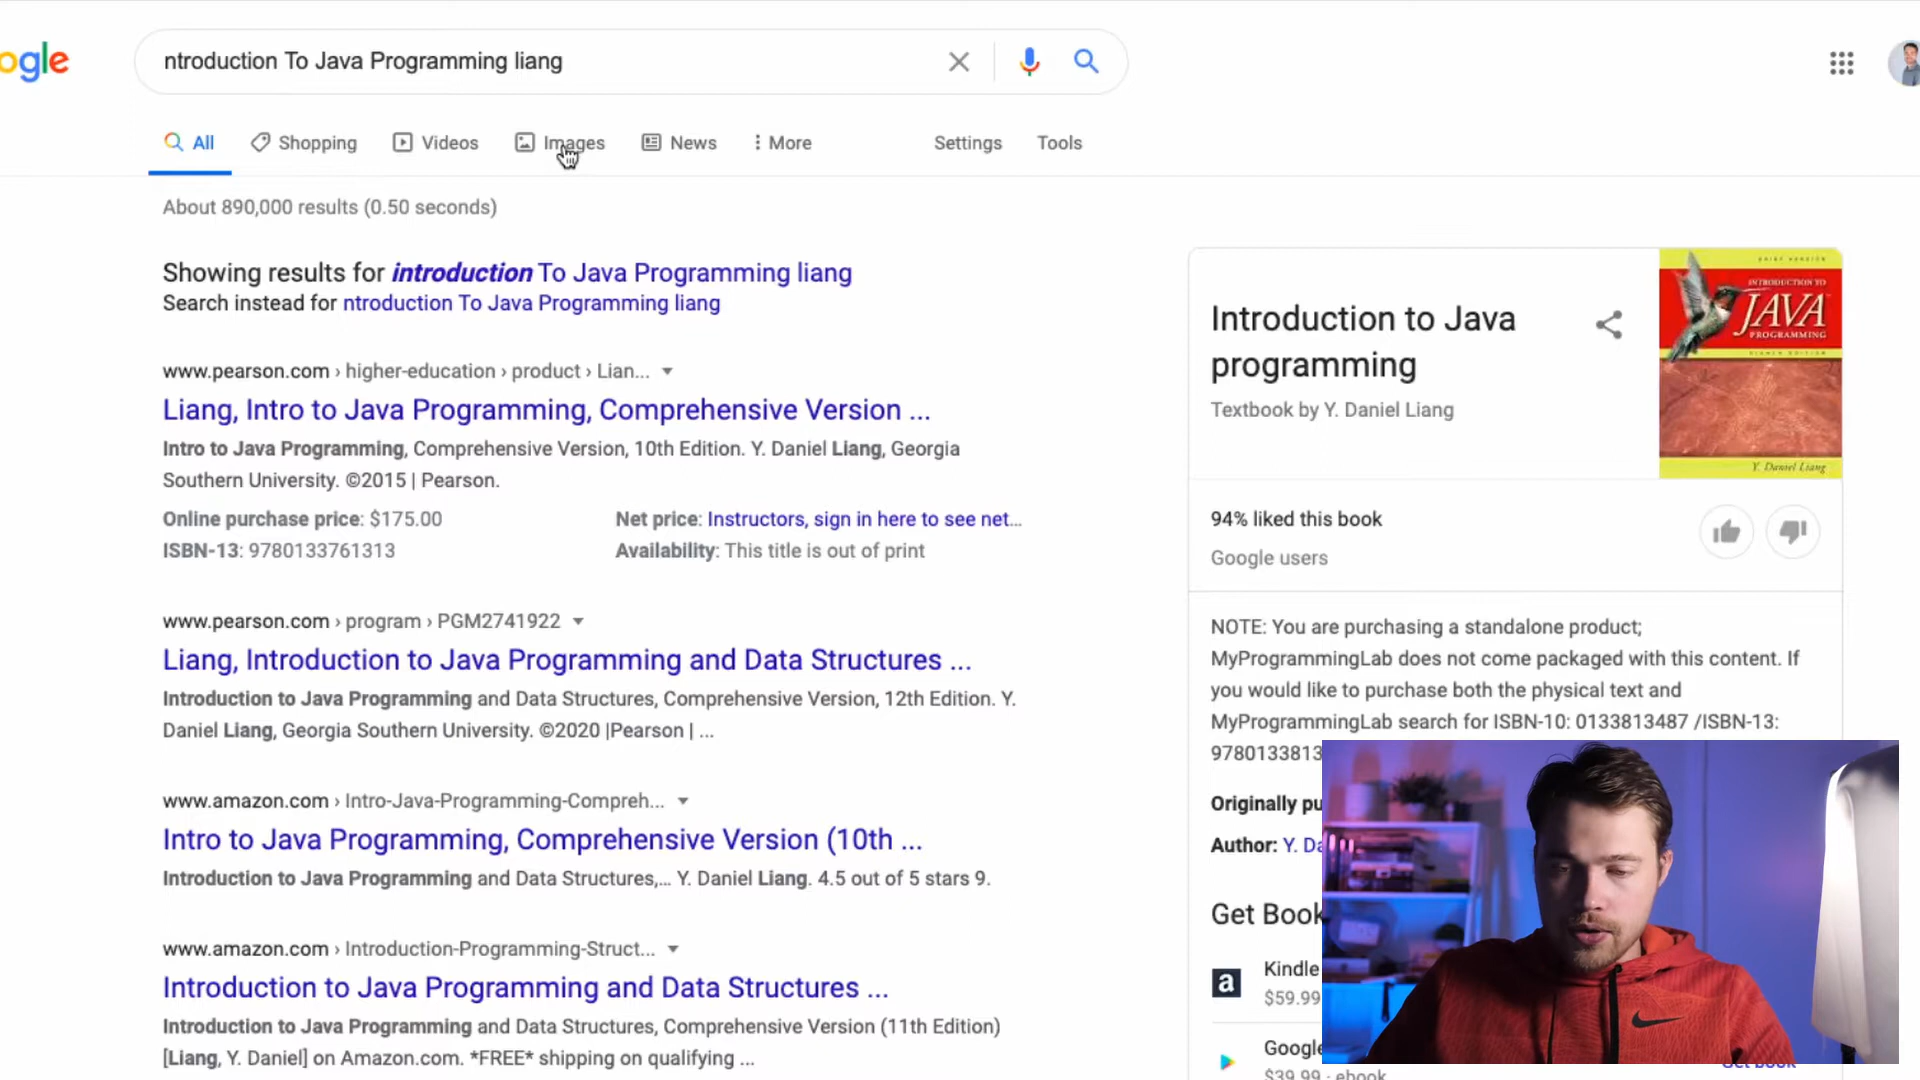 ogle
ntroduction To Java Programming liang
All
Shopping
Videos
Images
News
More
Settings
Tools
About 890,000 results (0.50 seconds)
Showing results for introduction To Java Programming liang
Search instead for ntroduction To Java Programming liang
www.pearson.com › higher-education › product › Lian...
Liang, Intro to Java Programming, Comprehensive Version ...
Intro to Java Programming, Comprehensive Version, 10th Edition. Y. Daniel Liang, Georgia
Southern University. ©2015 | Pearson.
Online purchase price: $175.00
Net price: Instructors, sign in here to see net...
ISBN-13: 9780133761313
Availability: This title is out of print
www.pearson.com › program › PGM2741922
Liang, Introduction to Java Programming and Data Structures ...
Introduction to Java Programming and Data Structures, Comprehensive Version, 12th Edition. Y.
Daniel Liang, Georgia Southern University. ©2020 |Pearson | ...
www.amazon.com › Intro-Java-Programming-Compreh...
Intro to Java Programming, Comprehensive Version (10th ...
Introduction to Java Programming and Data Structures,... Y. Daniel Liang. 4.5 out of 5 stars 9.
www.amazon.com › Introduction-Programming-Struct...
Introduction to Java Programming and Data Structures ...
Introduction to Java Programming and Data Structures, Comprehensive Version (11th Edition)
[Liang, Y. Daniel] on Amazon.com. *FREE* shipping on qualifying ...
Introduction to Java
programming
Textbook by Y. Daniel Liang
BRIEF VERSION
INTRODUCTION TO
JAVA
PROGRAMMING
EIGHTH EDITION
Y. Daniel Liang
94% liked this book
Google users
NOTE: You are purchasing a standalone product;
MyProgrammingLab does not come packaged with this content. If
you would like to purchase both the physical text and
MyProgrammingLab search for ISBN-10: 0133813487 /ISBN-13:
978013381
Originally pu
Author: Y. Da
Get Book
a
Kindle
$59.99
Google
$39.99 · ebook
Get book